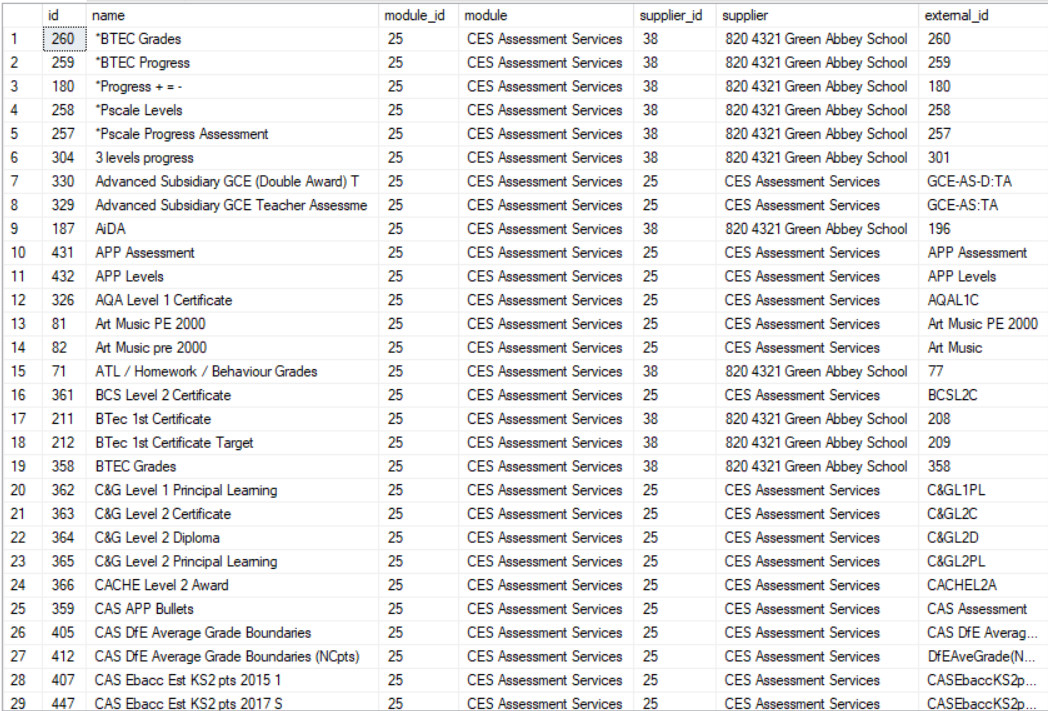 id name module_id module supplier_id supplier external_id
1 260 *BTEC Grades 25 CES Assessment Services 38 820 4321 Green Abbey School 260
2 259 *BTEC Progress 25 CES Assessment Services 38 820 4321 Green Abbey School 259
3 180 *Progress + = - 25 CES Assessment Services 38 820 4321 Green Abbey School 180
4 258 *Pscale Levels 25 CES Assessment Services 38 820 4321 Green Abbey School 258
5 257 *Pscale Progress Assessment 25 CES Assessment Services 38 820 4321 Green Abbey School 257
6 304 3 levels progress 25 CES Assessment Services 38 820 4321 Green Abbey School 301
7 330 Advanced Subsidiary GCE (Double Award) T 25 CES Assessment Services 25 CES Assessment Services GCE-AS-D:TA
8 329 Advanced Subsidiary GCE Teacher Assessme 25 CES Assessment Services 25 CES Assessment Services GCE-AS:TA
9 187 AiDA 25 CES Assessment Services 38 820 4321 Green Abbey School 196
10 431 APP Assessment 25 CES Assessment Services 25 CES Assessment Services APP Assessment
11 432 APP Levels 25 CES Assessment Services 25 CES Assessment Services APP Levels
12 326 AQA Level 1 Certificate 25 CES Assessment Services 25 CES Assessment Services AQAL1C
13 81 Art Music PE 2000 25 CES Assessment Services 25 CES Assessment Services Art Music PE 2000
14 82 Art Music pre 2000 25 CES Assessment Services 25 CES Assessment Services Art Music
15 71 ATL / Homework / Behaviour Grades 25 CES Assessment Services 38 820 4321 Green Abbey School 77
16 361 BCS Level 2 Certificate 25 CES Assessment Services 25 CES Assessment Services BCSL2C
17 211 BTec 1st Certificate 25 CES Assessment Services 38 820 4321 Green Abbey School 208
18 212 BTec 1st Certificate Target 25 CES Assessment Services 38 820 4321 Green Abbey School 209
19 358 BTEC Grades 25 CES Assessment Services 38 820 4321 Green Abbey School 358
20 362 C&G Level 1 Principal Learning 25 CES Assessment Services 25 CES Assessment Services C&GL1PL
21 363 C&G Level 2 Certificate 25 CES Assessment Services 25 CES Assessment Services C&GL2C
22 364 C&G Level 2 Diploma 25 CES Assessment Services 25 CES Assessment Services C&GL2D
23 365 C&G Level 2 Principal Learning 25 CES Assessment Services 25 CES Assessment Services C&GL2PL
24 366 CACHE Level 2 Award 25 CES Assessment Services 25 CES Assessment Services CACHEL2A
25 359 CAS APP Bullets 25 CES Assessment Services 25 CES Assessment Services CAS Assessment
26 405 CAS DfE Average Grade Boundaries 25 CES Assessment Services 25 CES Assessment Services CAS DfE Averag...
27 412 CAS DfE Average Grade Boundaries (NCpts) 25 CES Assessment Services 25 CES Assessment Services DfEAveGrade(N...
28 407 CAS Ebacc Est KS2 pts 2015 1 25 CES Assessment Services 25 CES Assessment Services CASEbaccKS2p...
29 447 CAS Ebacc Est KS2 pts 2017 S 25 CES Assessment Services 25 CES Assessment Services CASEbaccKS2p...